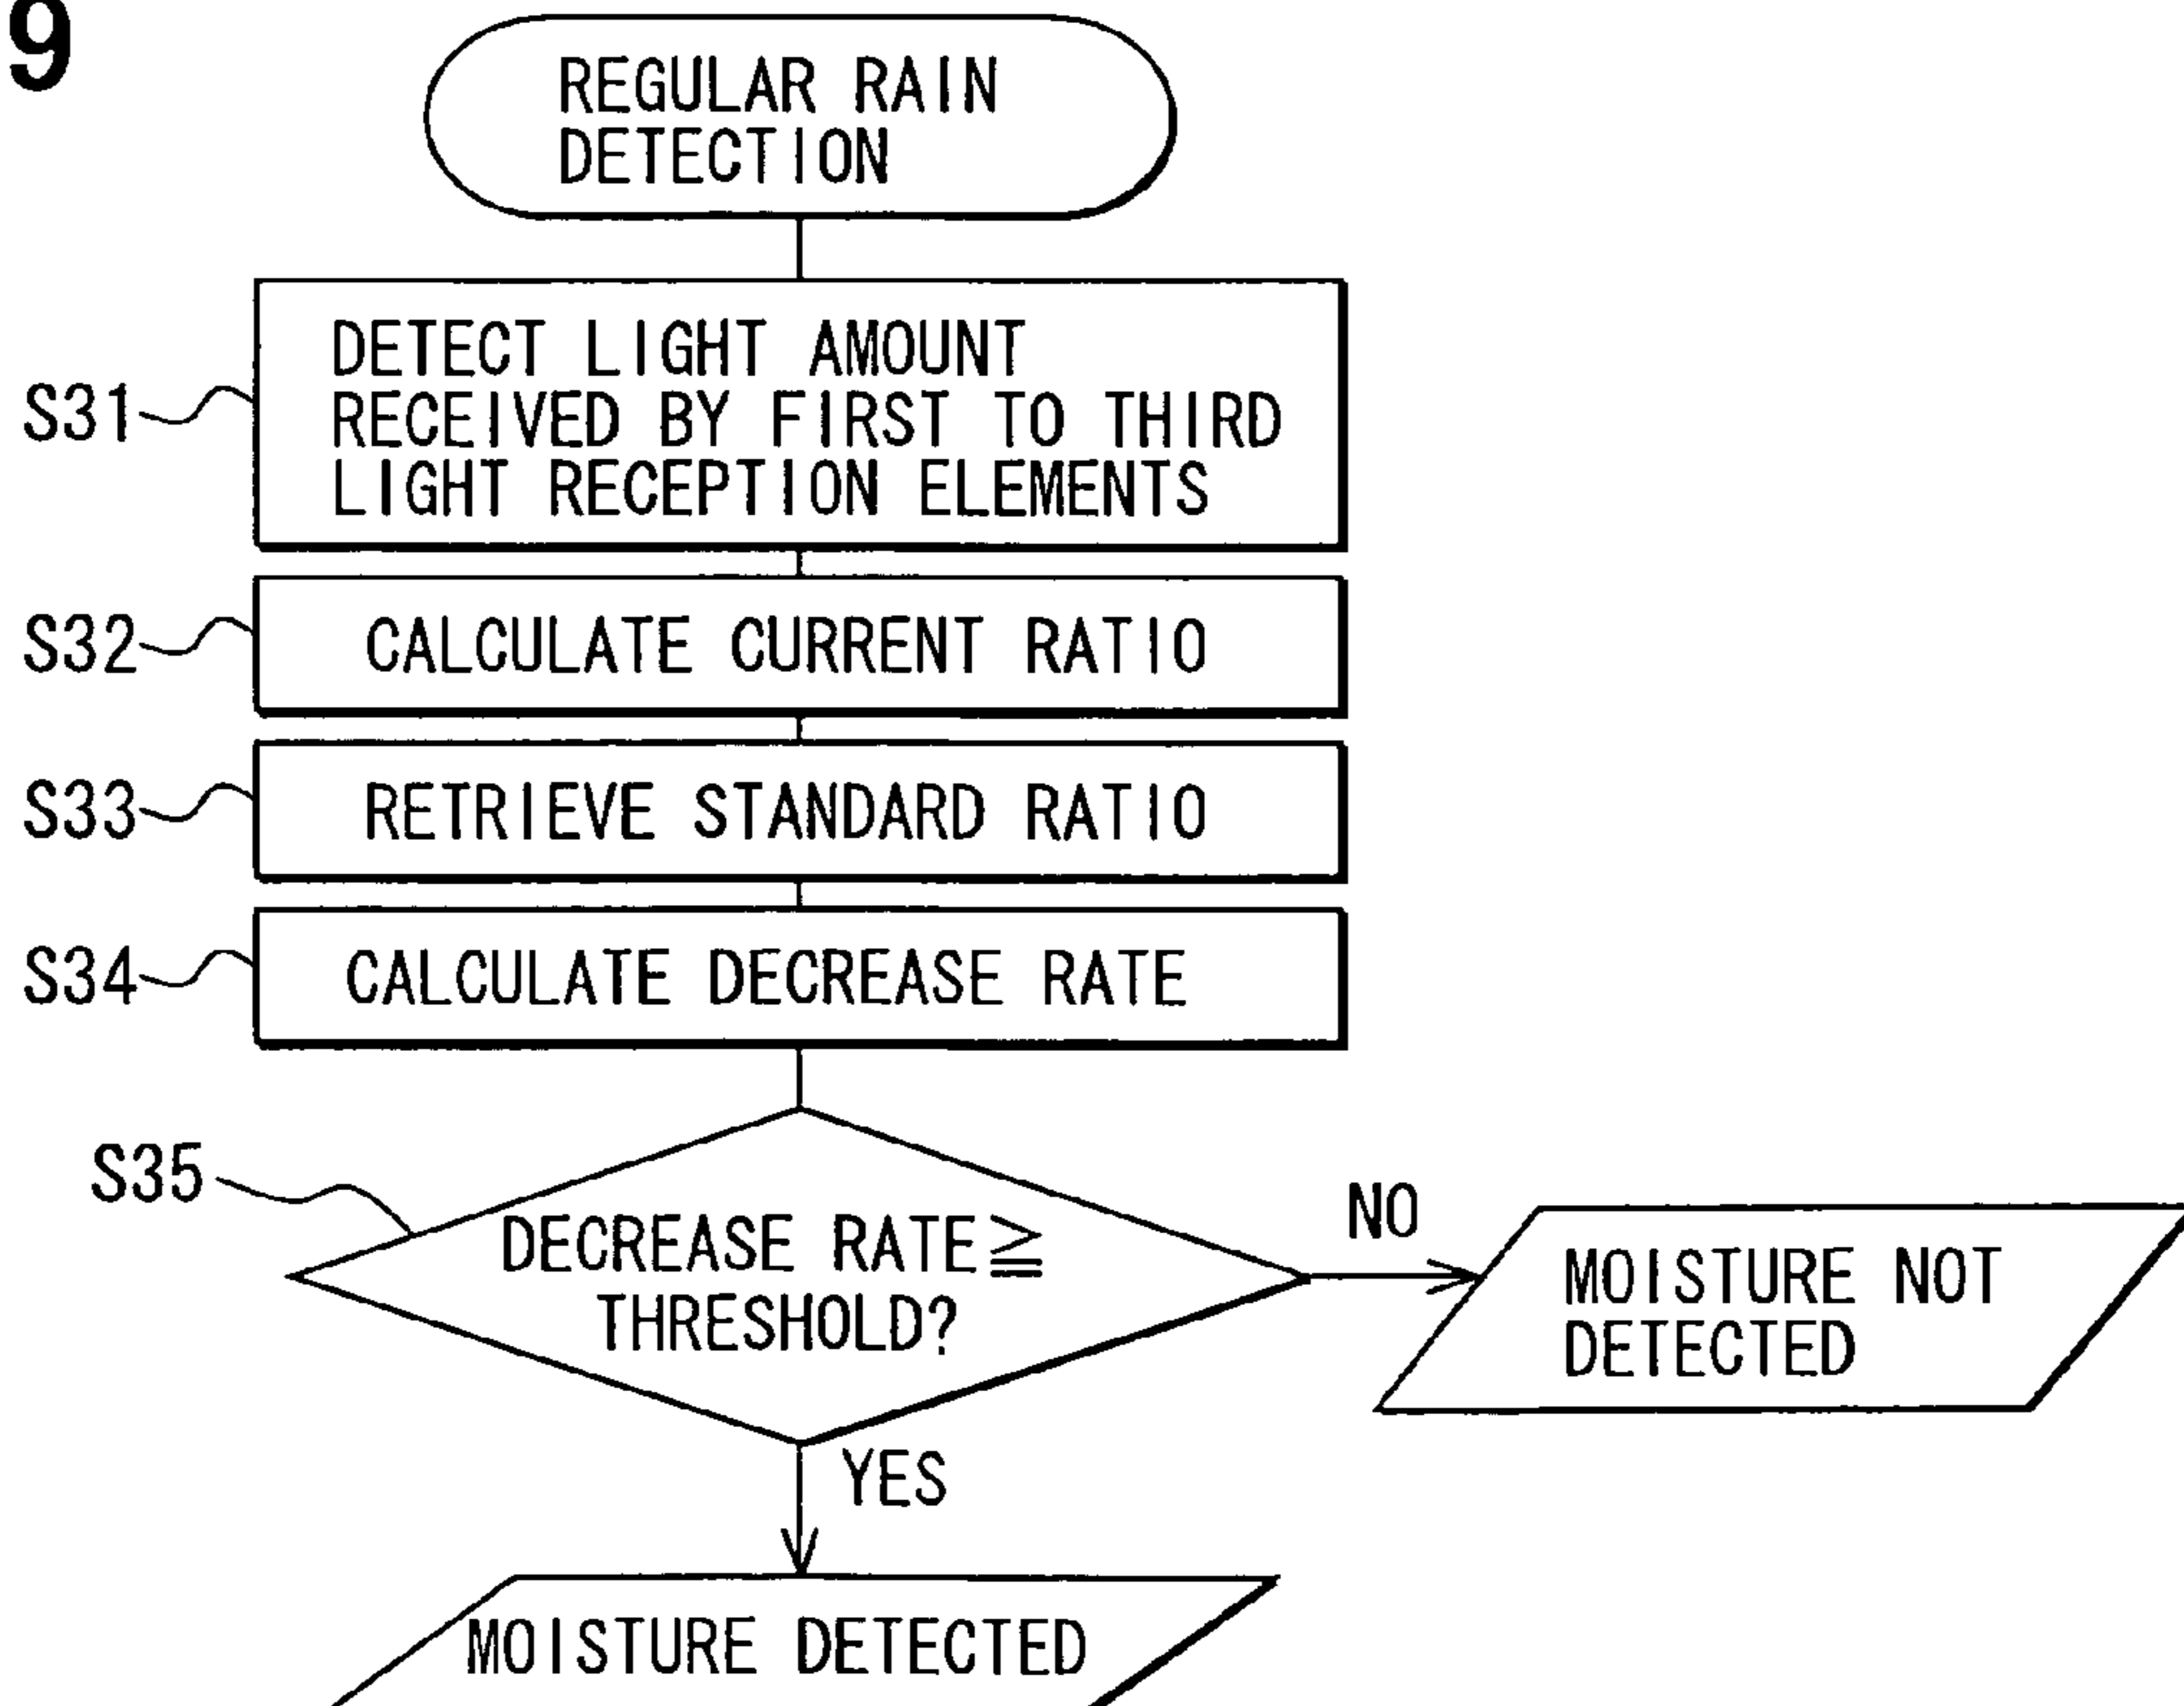 9
REGULAR RAIN
DETECTION
S31
DETECT LIGHT AMOUNT
RECEIVED BY FIRST TO THIRD
LIGHT RECEPTION ELEMENTS
S32
CALCULATE CURRENT RATIO
S33
RETRIEVE STANDARD RATIO
S34
CALCULATE DECREASE RATE
S35
DECREASE RATE≧
THRESHOLD?
NO
MOISTURE NOT
DETECTED
YES
MOISTURE DETECTED